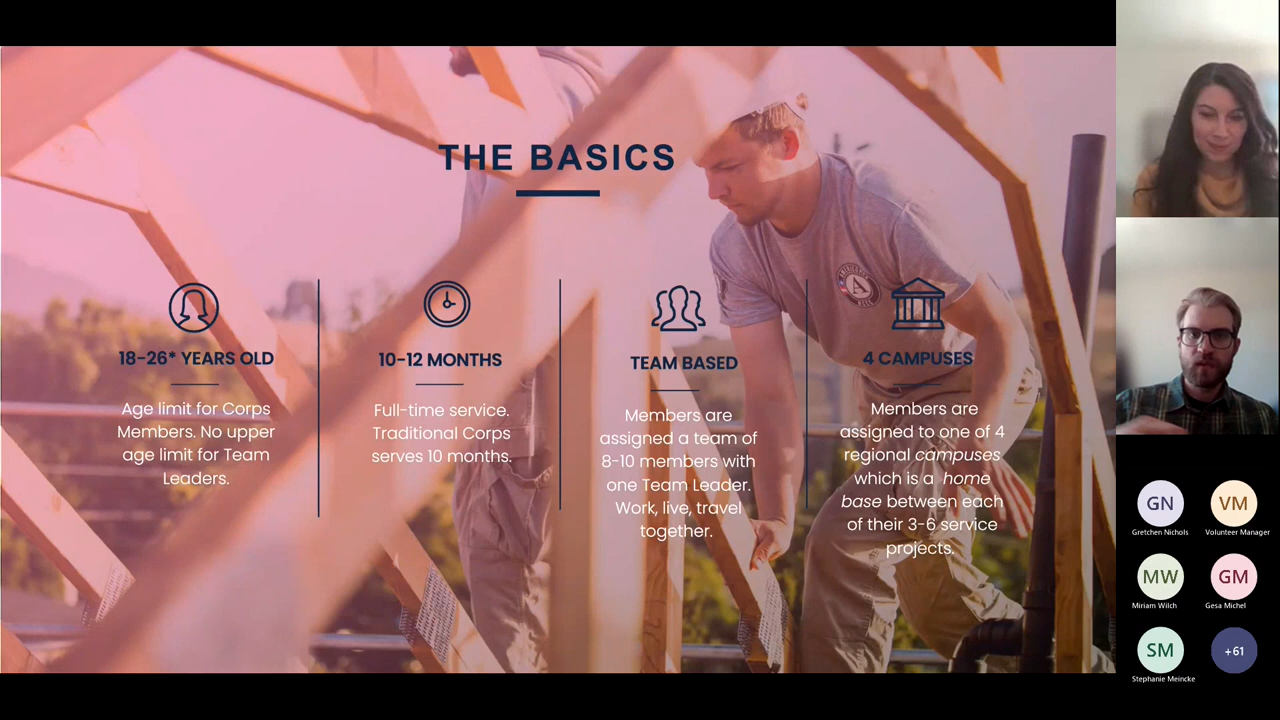 THE BASICS
18-26* YEARS OLD
Age limit for Corps
Members. No upper
age limit for Team
Leaders.
10-12 MONTHS
Full-time service.
Traditional Corps
serves 10 months.
TEAM BASED
Members are
assigned a team of
8-10 members with
one Team Leader.
Work, live, travel
together.
4 CAMPUSES
Members are
assigned to one of 4
regional campuses
which is a home
base between each
of their 3-6 service
projects.
A
GN
Gretchen Nichols
VM
Volunteer Manager
MW
Miriam Wilch
GM
Gesa Michel
SM
Stephanie Meincke
+61